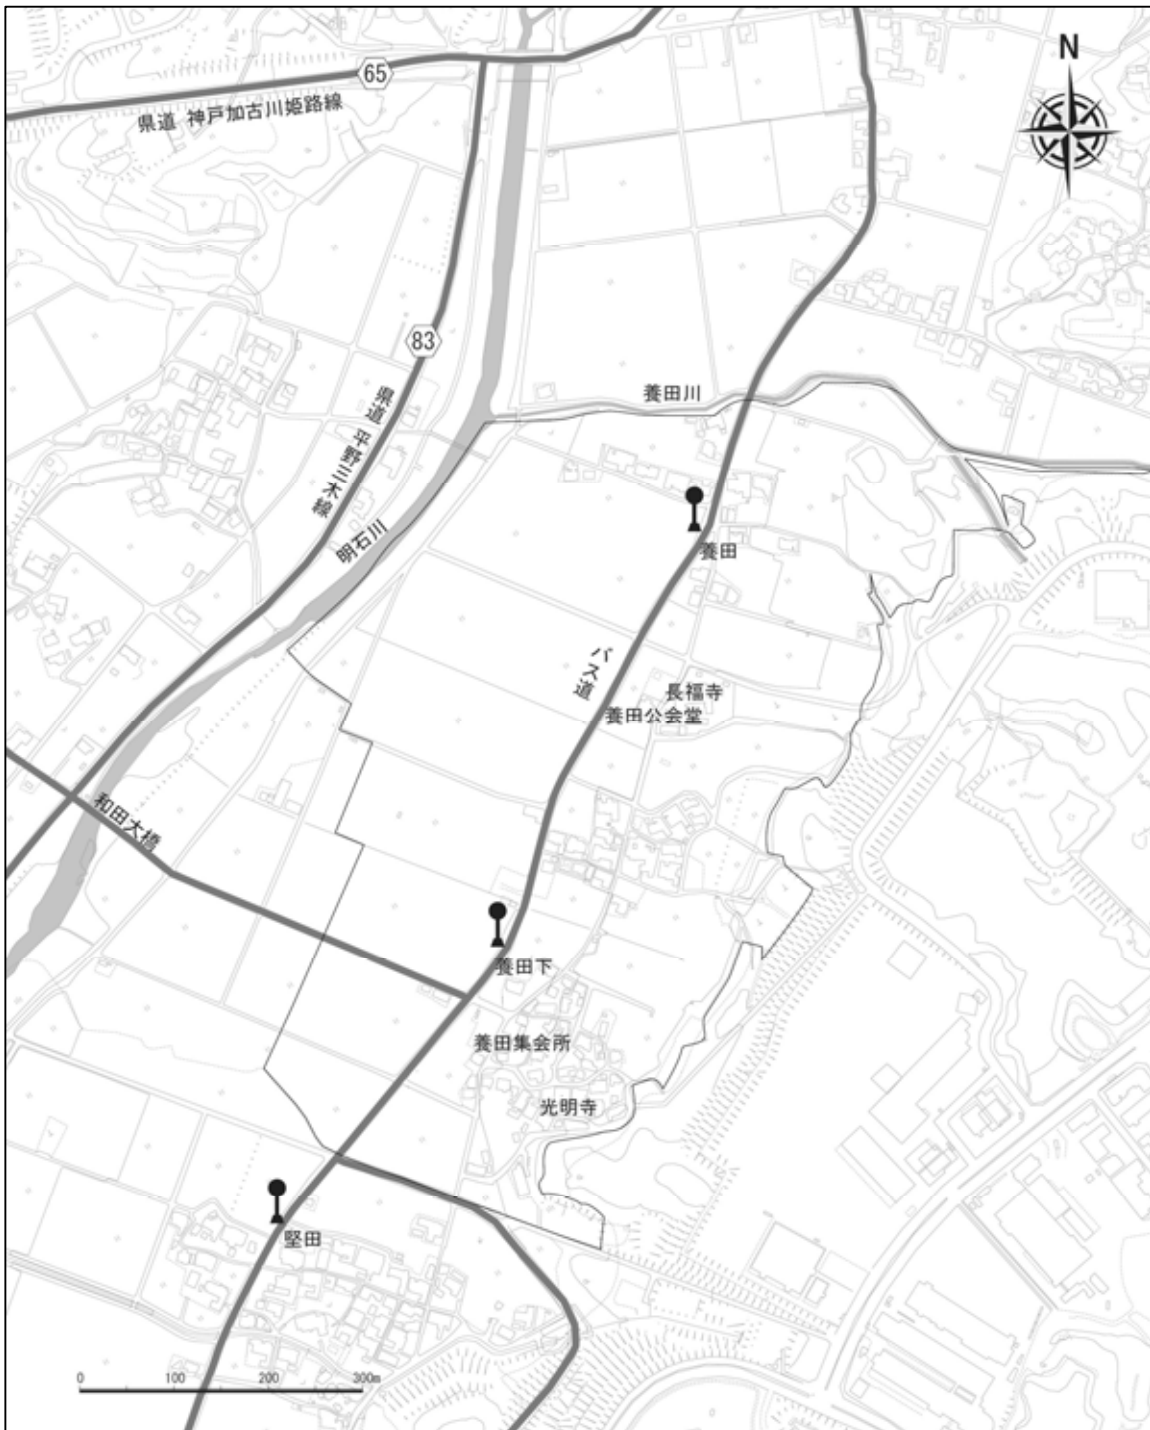 N
65
県道 神戸加古川姫路線
83
県道 平野三木線
養田川
明石川
養田
バス道
長福寺
養田公会堂
和田大橋
養田下
養田集会所
光明寺
堅田
0 100 200 300m